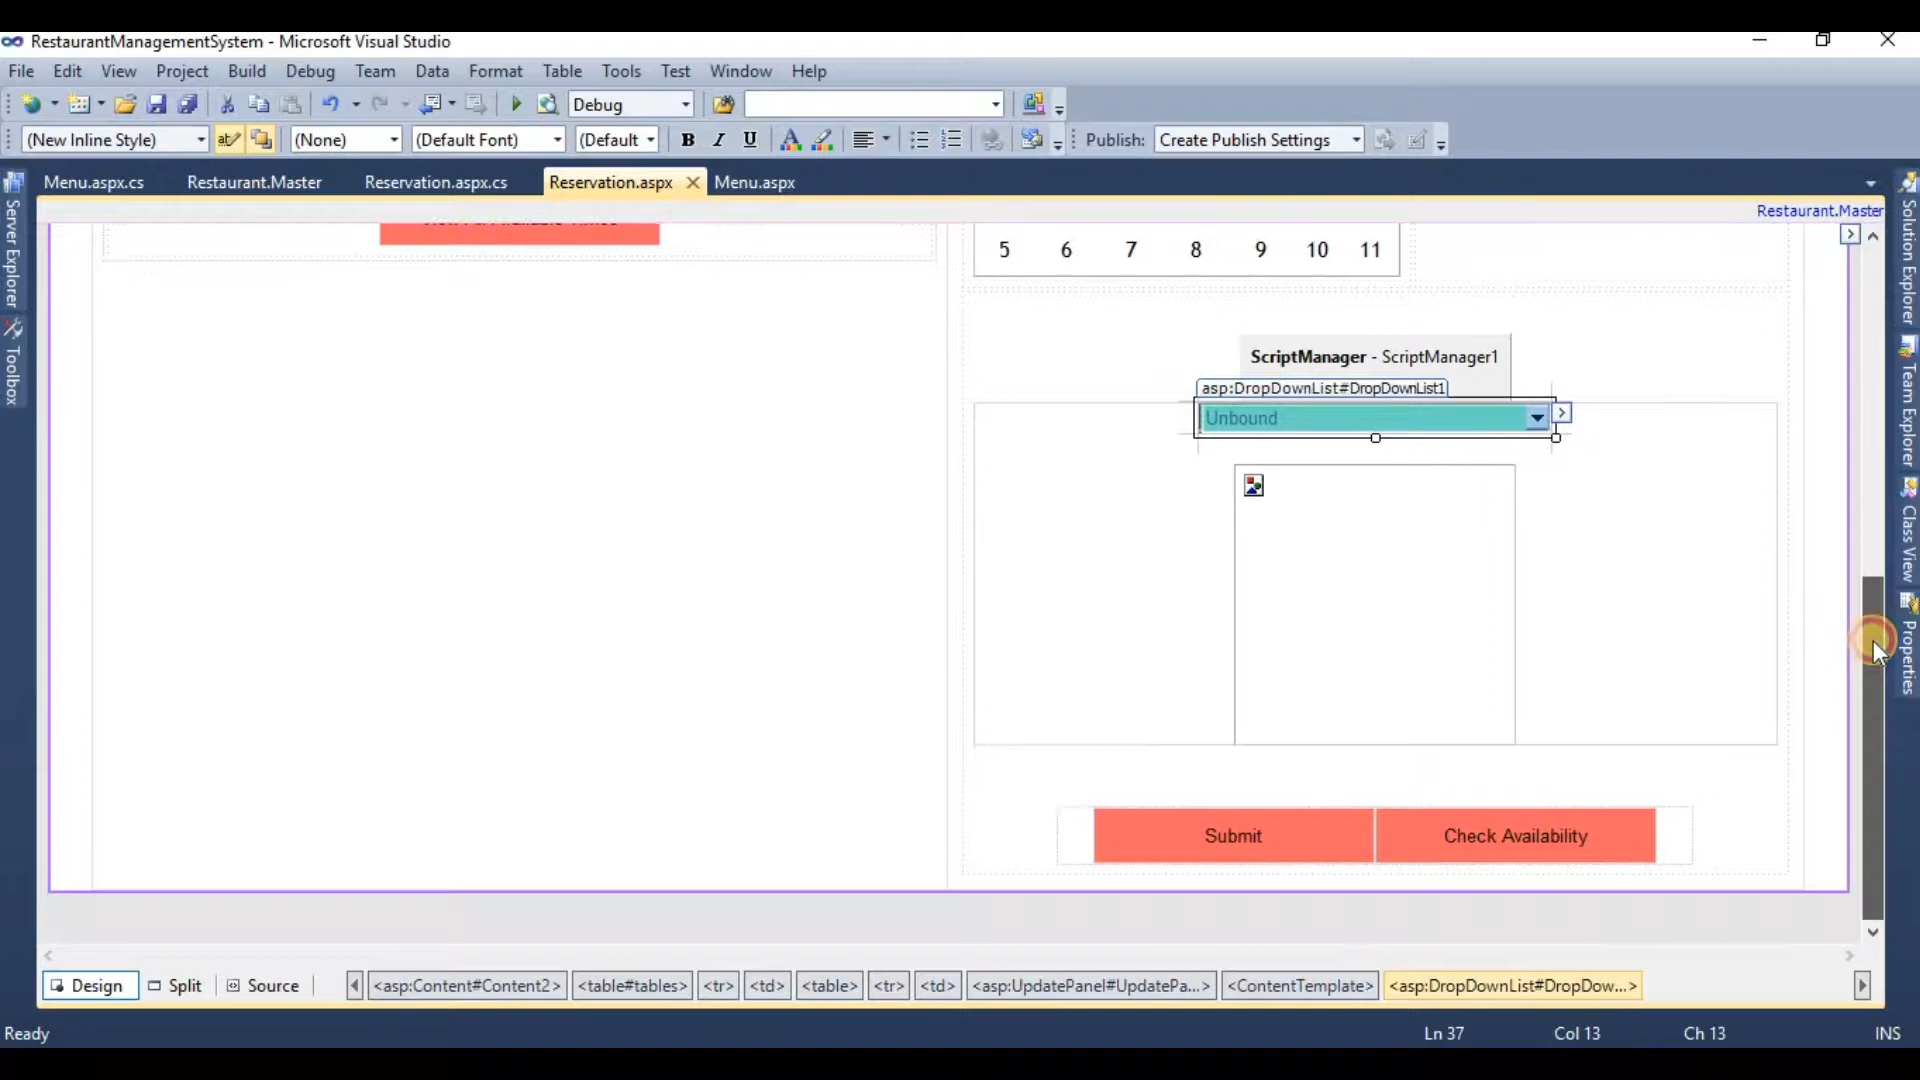 RestaurantManagementSystem - Microsoft Visual Studio
File Edit View Project Build Debug Team Data Format Table Tools Test Window Help
Debug
(New Inline Style) (None) (Default Font) (Default B I U Publish: Create Publish Settings
Menu.aspx.cs Restaurant.Master Reservation.aspx.cs Reservation.aspx Menu.aspx
Restaurant.Master
Server Explorer
Toolbox
Solution Explorer
Team Explorer
Class View
Properties
5 6 7 8 9 10 11
ScriptManager - ScriptManager1
asp:DropDownList#DropDownList1
Unbound
Submit Check Availability
Design Split Source <asp:Content#Content2> <table#tables> <tr> <td> <table> <tr> <td> <asp:UpdatePanel#UpdatePa...> <ContentTemplate> <asp:DropDownList#DropDow...>
Ready Ln 37 Col 13 Ch 13 INS